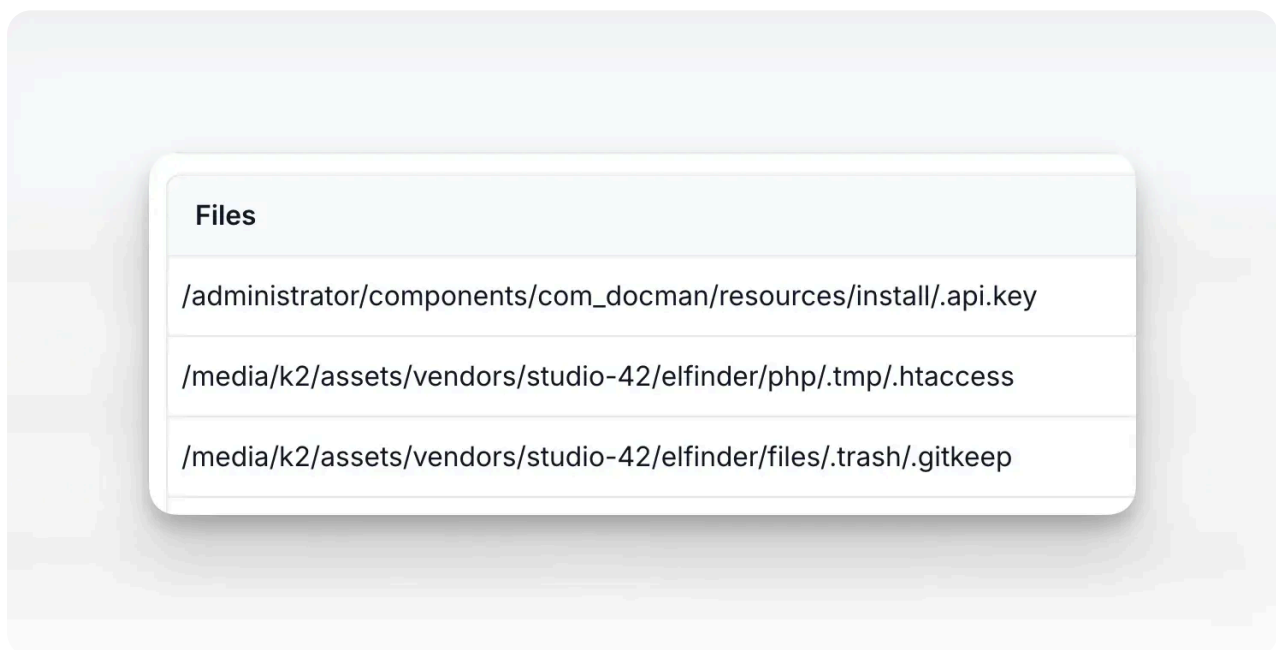 Files
/administrator/components/com_docman/resources/install/.api.key
/media/k2/assets/vendors/studio-42/elfinder/php/.tmp/.htaccess
/media/k2/assets/vendors/studio-42/elfinder/files/.trash/.gitkeep